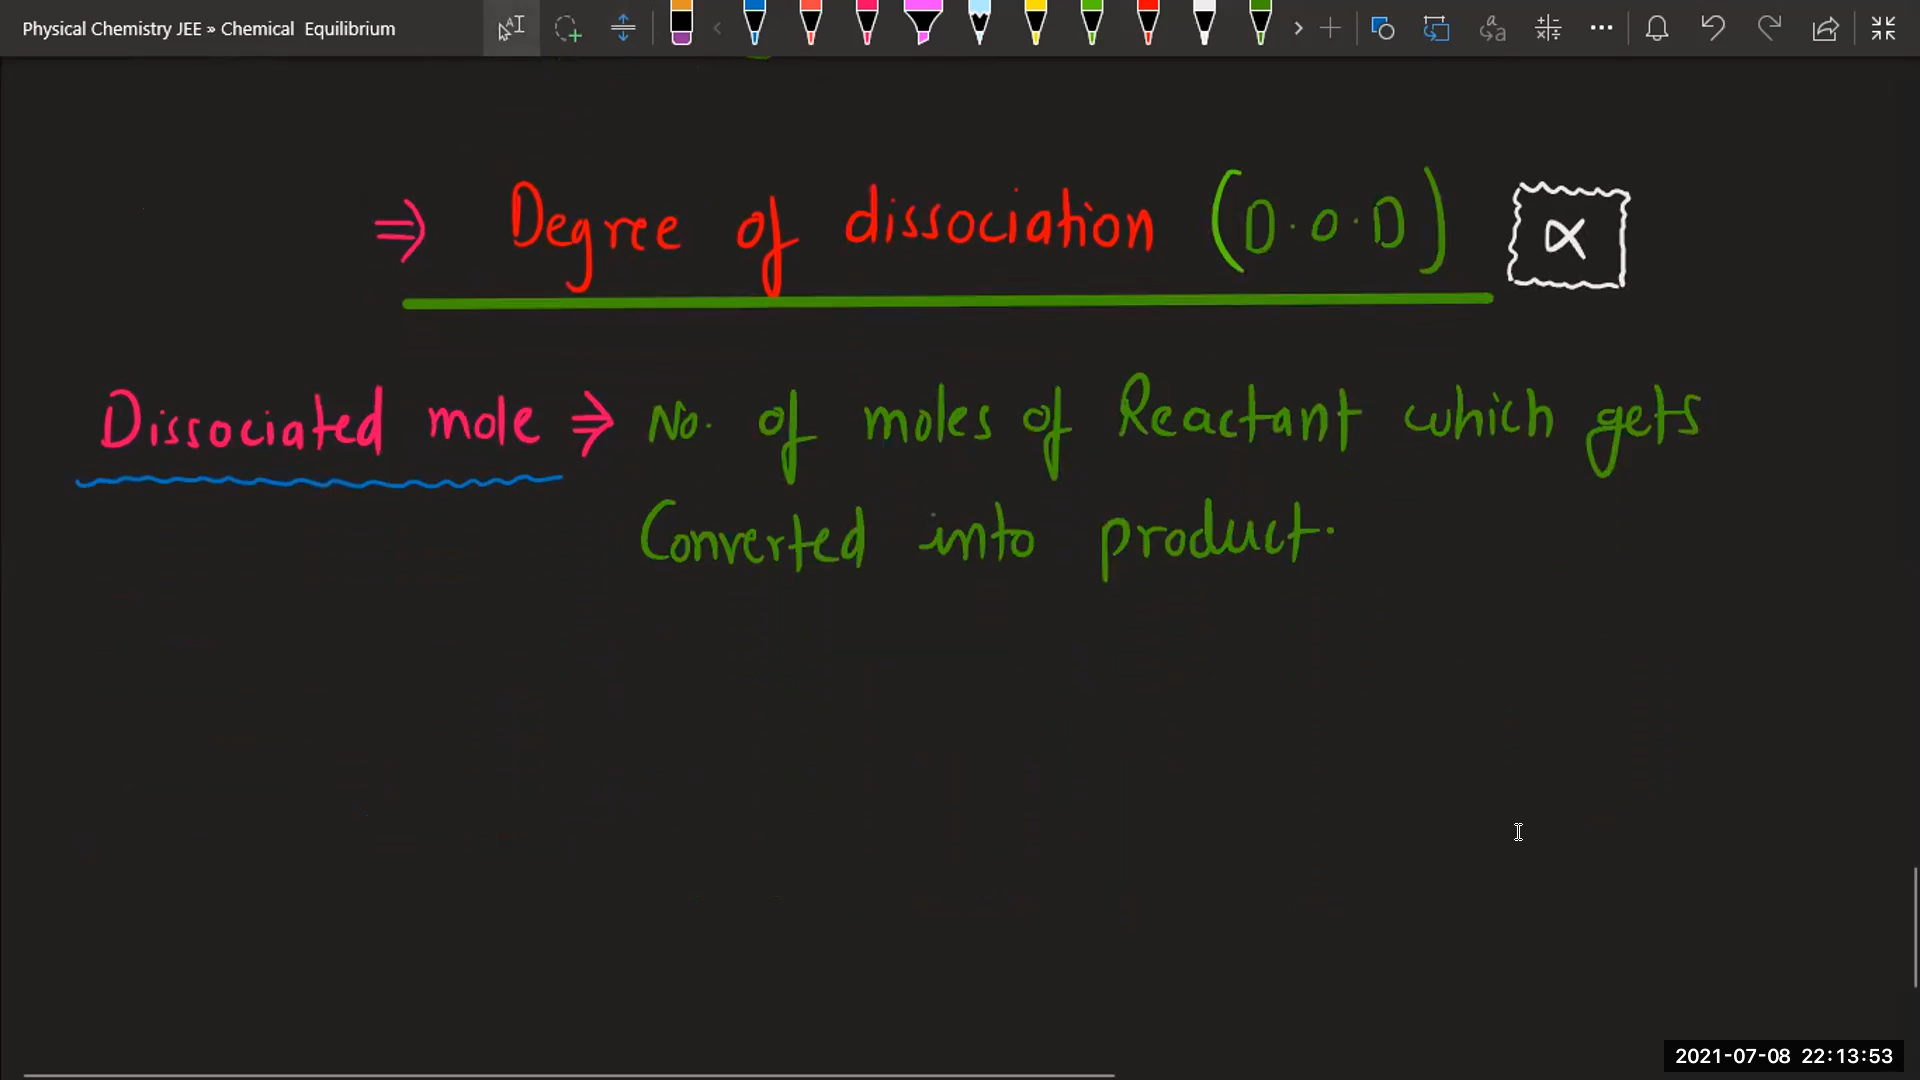 Physical Chemistry JEE » Chemical Equilibrium
⇒ Degree of dissociation (D.O.D) α
Dissociated mole ⇒ No. of moles of Reactant which gets
Converted into product.
2021-07-08 22:13:53